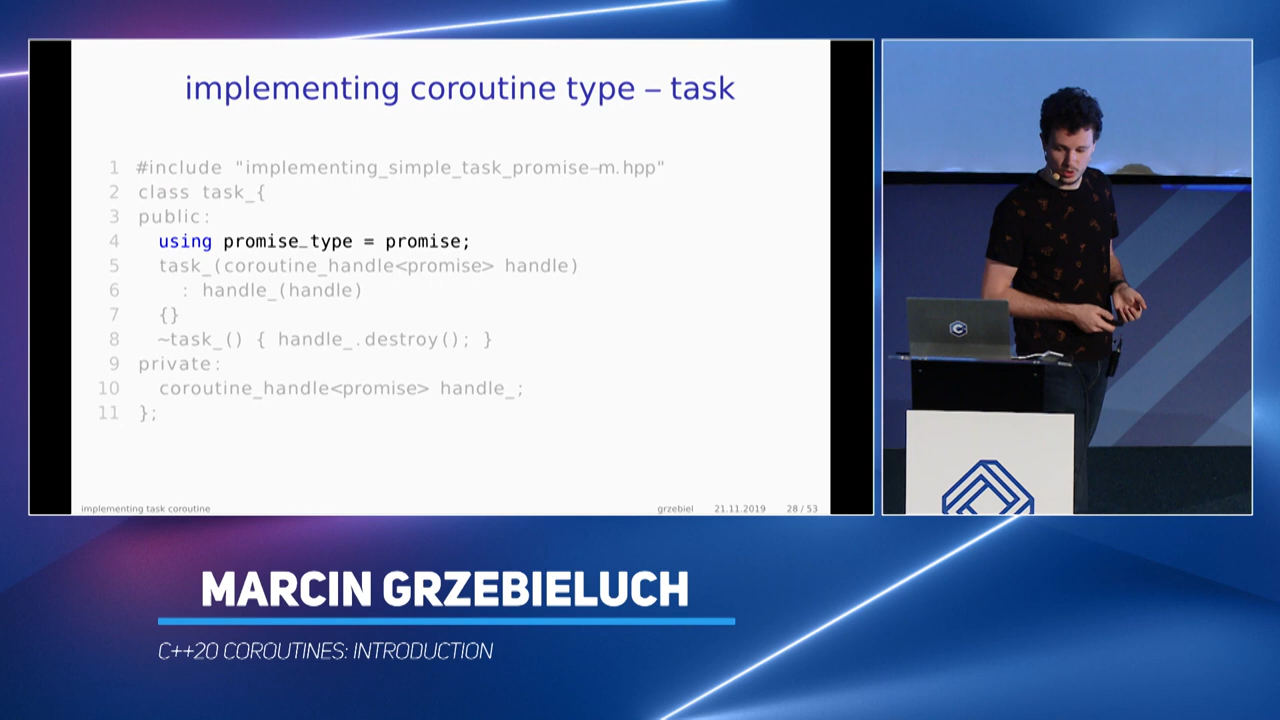 implementing coroutine type – task
1 #include "implementing_simple_task_promise-m.hpp"
2 class task_{
3 public:
4 using promise_type = promise;
5 task_(coroutine_handle<promise> handle)
6 : handle_(handle)
7 {}
8 ~task_() { handle_.destroy(); }
9 private:
10 coroutine_handle<promise> handle_;
11 };
implementing task coroutine
grzebiel 21.11.2019 28 / 53
C
MARCIN GRZEBIELUCH
C++20 COROUTINES: INTRODUCTION